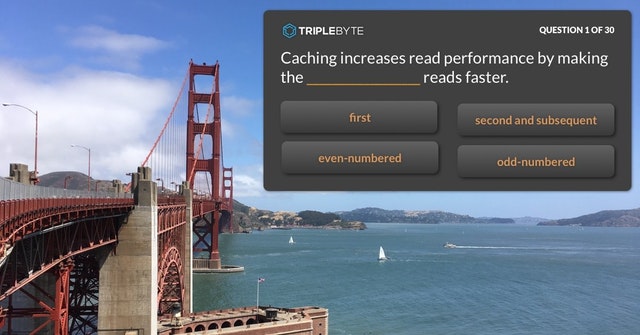 TRIPLEBYTE
QUESTION 1 OF 30
Caching increases read performance by making
the _______________ reads faster.
first
second and subsequent
even-numbered
odd-numbered